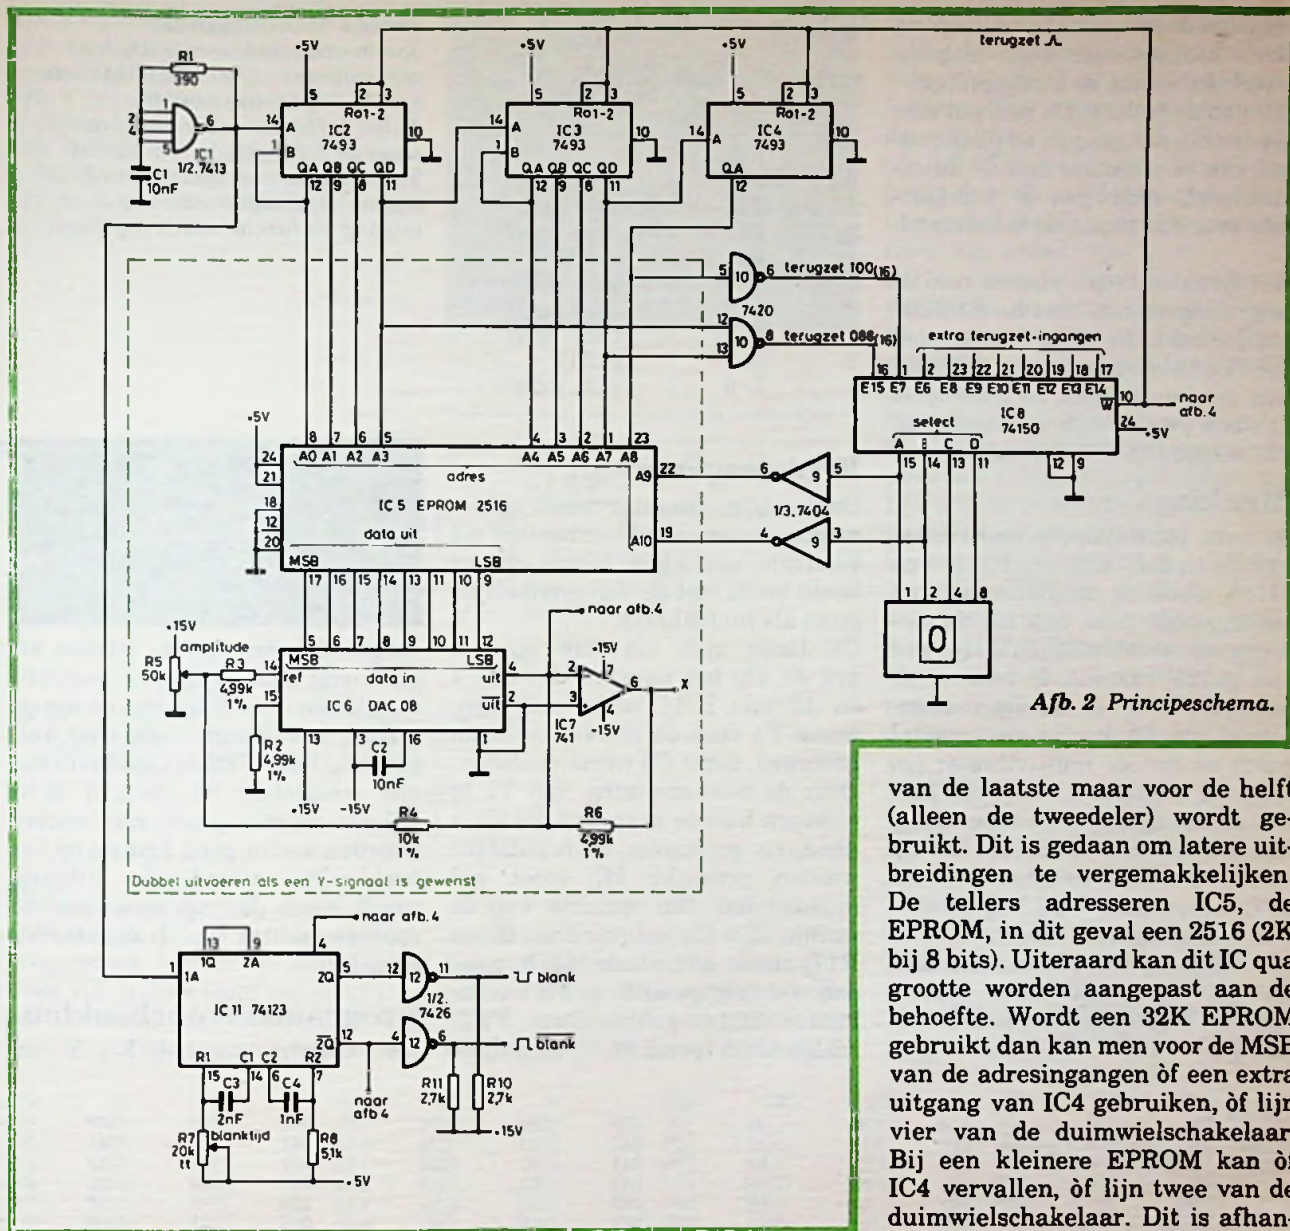 +5V
+5V
+5V
terugzet
R1
390
5
2
3
5
2
3
5
2
3
1
2
4
5
6
14
A
1
B
Ro1-2
IC2
7493
10
14
A
1
B
Ro1-2
IC3
7493
10
14
A
Ro1-2
IC4
7493
10
IC1
1/2.7413
QA QB QC QD
QA QB QC QD
QA
C1
10nF
12 9 8 11
12 9 8 11
12
5
10
6
terugzet 100(16)
7420
12
13
10
8
terugzet 088(16)
extra terugzet-ingangen
16 1 2 23 22 21 20 19 18 17
E15 E7 E6 E8 E9 E10 E11 E12 E13 E14
W
10
naar
afb.4
24
+5V
select
IC8
74150
A B C D
15 14 13 11
12 9
+5V
8 7 6 5
4 3 2 1 23
24
21
A0 A1 A2 A3
A4 A5 A6 A7 A8
A9
22
adres
18
12
20
IC5 EPROM 2516
data uit
A10
19
MSB
LSB
6
9
5
1/3.7404
4
9
3
17 16 15 14 13 11 10 9
1 2 4 8
0
naar afb.4
+15V
amplitude
R5
50k
R3
4,99k
1%
5 6 7 8 9 10 11 12
14
ref
MSB
data in
LSB
uit
4
15
IC6 DAC08
uit
2
+15V
2
7
6
3
4
-15V
IC7
741
X
R2
4,99k
1%
13
3
16
1
C2
10nF
+15V
-15V
R4
10k
1%
R6
4,99k
1%
Dubbel uitvoeren als een Y-signaal is gewenst
Afb. 2 Principeschema.
naar afb.4
13
9
4
1
1A
1Q
2A
2Q
5
12
12
11
blank
IC11 74123
1/2.
7426
2Q
12
4
12
6
blank
R1 C1 C2 R2
15 14 6 7
C3
2nF
C4
1nF
naar
afb 4
R11
2,7k
R10
2,7k
+15V
R7
20k
tt
blanktijd
R8
5,1k
+5V
van de laatste maar voor de helft
(alleen de tweedeler) wordt ge-
bruikt. Dit is gedaan om latere uit-
breidingen te vergemakkelijken.
De tellers adresseren IC5, de
EPROM, in dit geval een 2516 (2K
bij 8 bits). Uiteraard kan dit IC qua
grootte worden aangepast aan de
behoefte. Wordt een 32K EPROM
gebruikt dan kan men voor de MSB
van de adresingangen òf een extra
uitgang van IC4 gebruiken, òf lijn
vier van de duimwielschakelaar.
Bij een kleinere EPROM kan òf
IC4 vervallen, òf lijn twee van de
duimwielschakelaar. Dit is afhan-